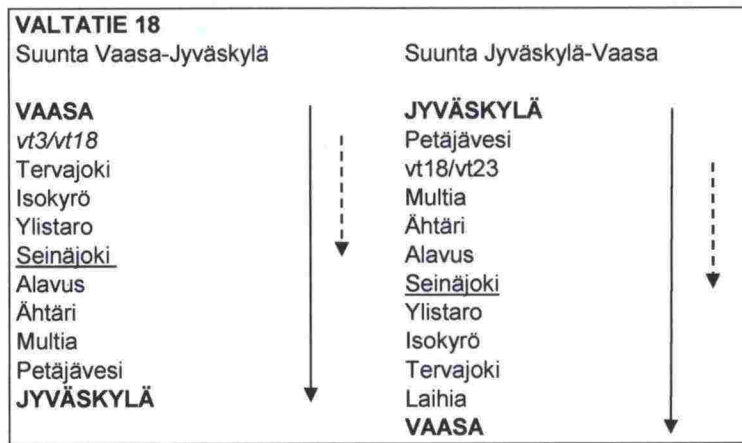 VALTATIE 18
Suunta Vaasa-Jyväskylä
VAASA
vt3/vt18
Tervajoki
Isokyrö
Ylistaro
Seinäjoki
Alavus
Ähtäri
Multia
Petäjävesi
JYVÄSKYLÄ
Suunta Jyväskylä-Vaasa
JYVÄSKYLÄ
Petäjävesi
vt18/vt23
Multia
Ähtäri
Alavus
Seinäjoki
Ylistaro
Isokyrö
Tervajoki
Laihia
VAASA